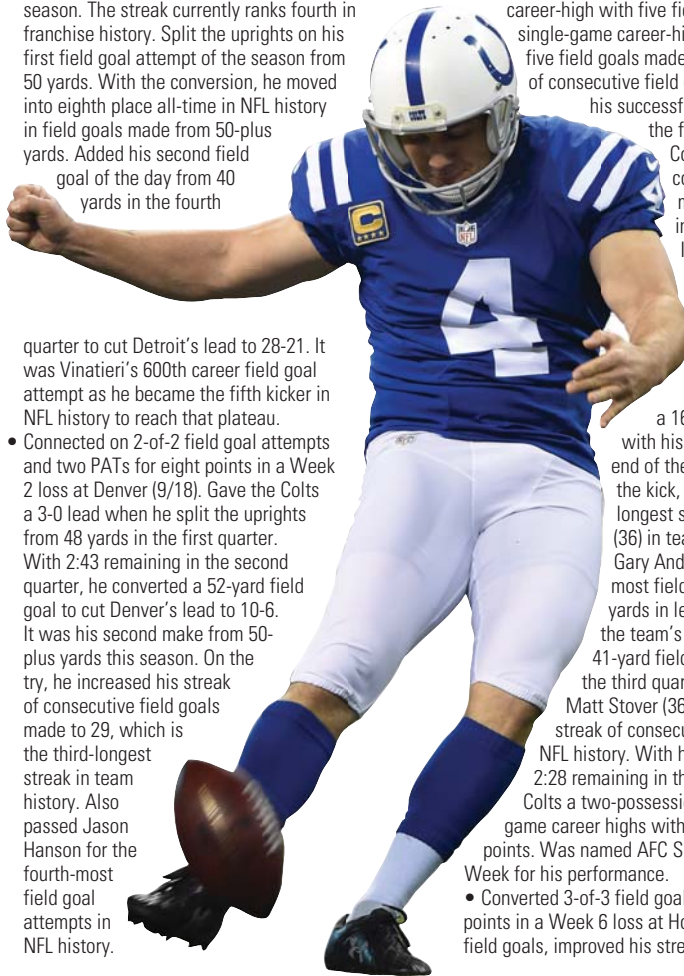 season. The streak currently ranks fourth in
franchise history. Split the uprights on his
first field goal attempt of the season from
50 yards. With the conversion, he moved
into eighth place all-time in NFL history
in field goals made from 50-plus
yards. Added his second field
goal of the day from 40
yards in the fourth
quarter to cut Detroit’s lead to 28-21. It
was Vinatieri’s 600th career field goal
attempt as he became the fifth kicker in
NFL history to reach that plateau.
• Connected on 2-of-2 field goal attempts
and two PATs for eight points in a Week
2 loss at Denver (9/18). Gave the Colts
a 3-0 lead when he split the uprights
from 48 yards in the first quarter.
With 2:43 remaining in the second
quarter, he converted a 52-yard field
goal to cut Denver’s lead to 10-6.
It was his second make from 50-
plus yards this season. On the
try, he increased his streak
of consecutive field goals
made to 29, which is
the third-longest
streak in team
history. Also
passed Jason
Hanson for the
fourth-most
field goal
attempts in
NFL history.
COLTS
C
NFL
4
4
career-high with five fie
single-game career-hi
five field goals made
of consecutive field
his successf
the f
Co
co
m
in
a 16
with his
end of the
the kick,
longest s
(36) in tea
Gary And
most field
yards in le
the team’s
41-yard field
the third quar
Matt Stover (36
streak of consecu
NFL history. With h
2:28 remaining in th
Colts a two-possessi
game career highs with
points. Was named AFC S
Week for his performance.
• Converted 3-of-3 field goal
points in a Week 6 loss at Ho
field goals, improved his stre